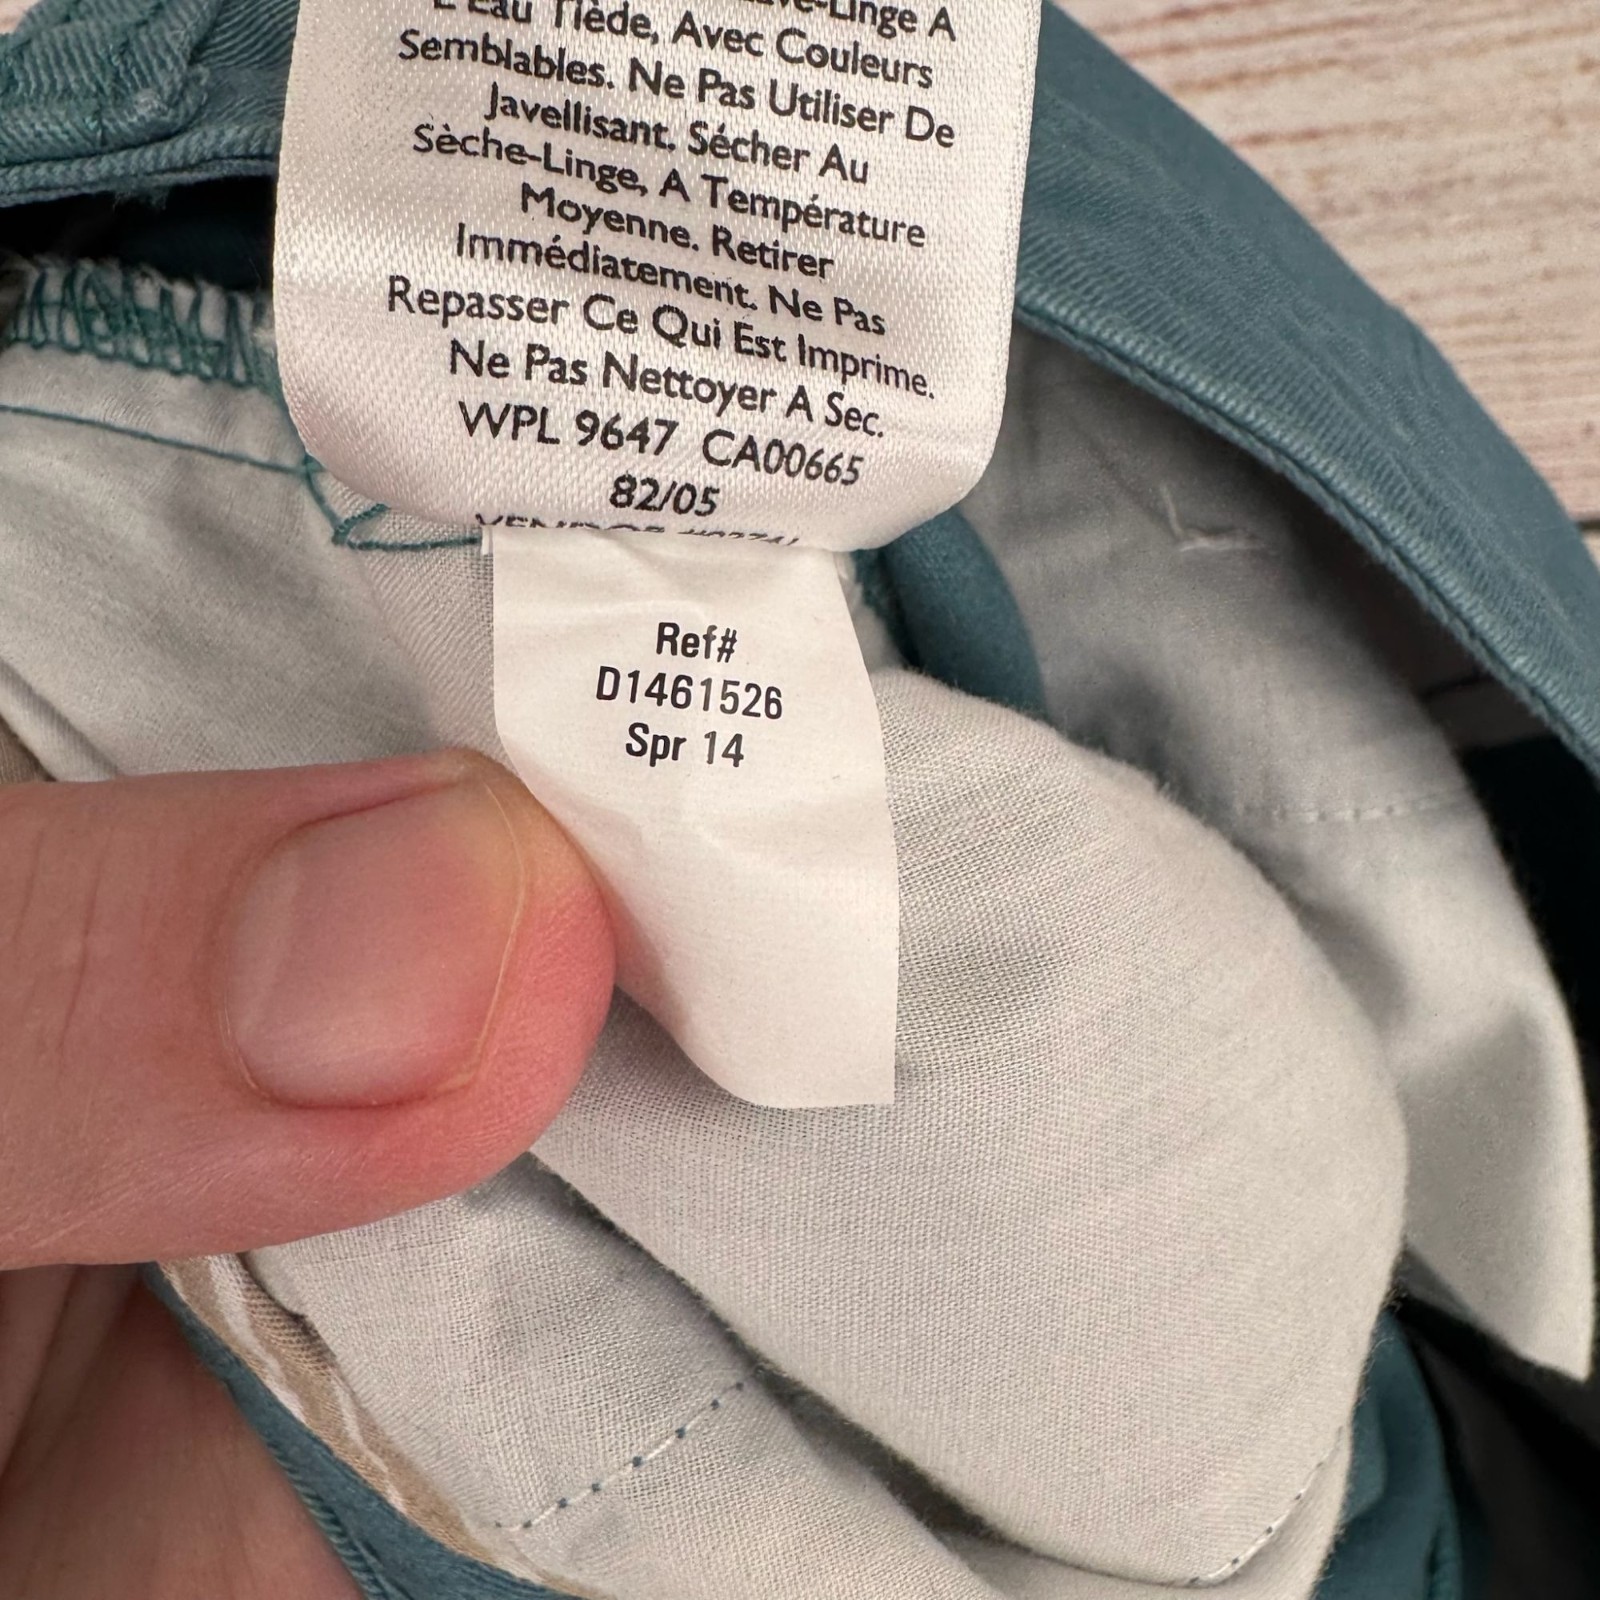 Linge A
L'Eau Tiède, Avec Couleurs
Semblables. Ne Pas Utiliser De
Javellisant. Sécher Au
Sèche-Linge, A Température
Moyenne. Retirer
Immédiatement. Ne Pas
Repasser Ce Qui Est Imprime.
Ne Pas Nettoyer A Sec.
WPL 9647 CA00665
82/05
Ref#
D1461526
Spr 14